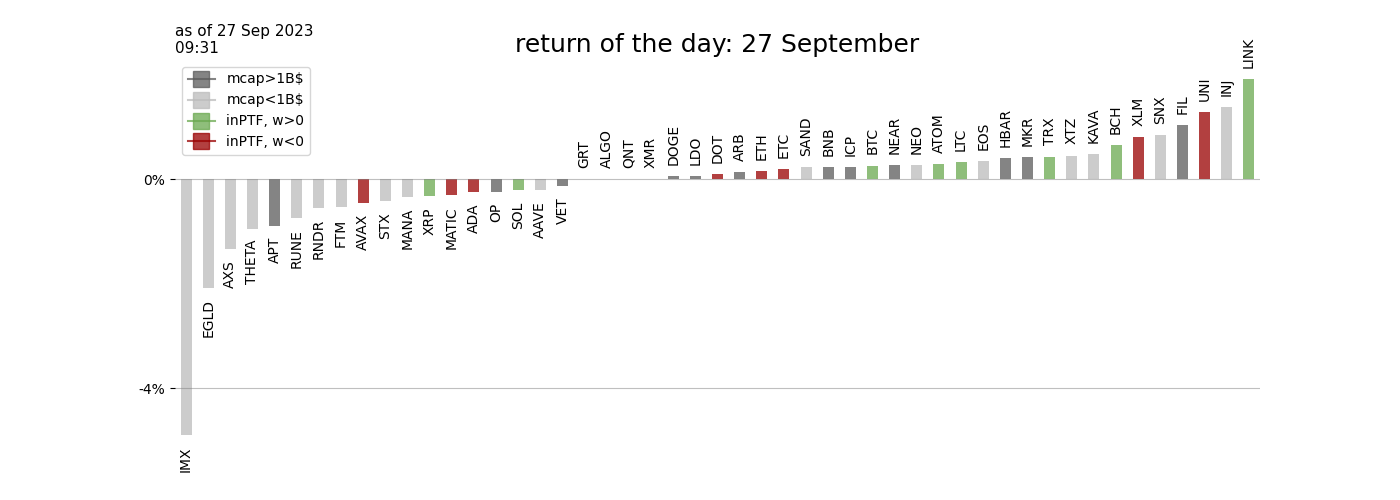 as of 27 Sep 2023
09:31
return of the day: 27 September
mcap>1B$
mcap<1B$
inPTF, w>0
inPTF, w<0
0%
-4%
IMX
EGLD
AXS
THETA
APT
RUNE
RNDR
FTM
AVAX
STX
MANA
XRP
MATIC
ADA
OP
SOL
AAVE
VET
GRT
ALGO
QNT
XMR
DOGE
LDO
DOT
ARB
ETH
ETC
SAND
BNB
ICP
BTC
NEAR
NEO
ATOM
LTC
EOS
HBAR
MKR
TRX
XTZ
KAVA
BCH
XLM
SNX
FIL
UNI
INJ
LINK